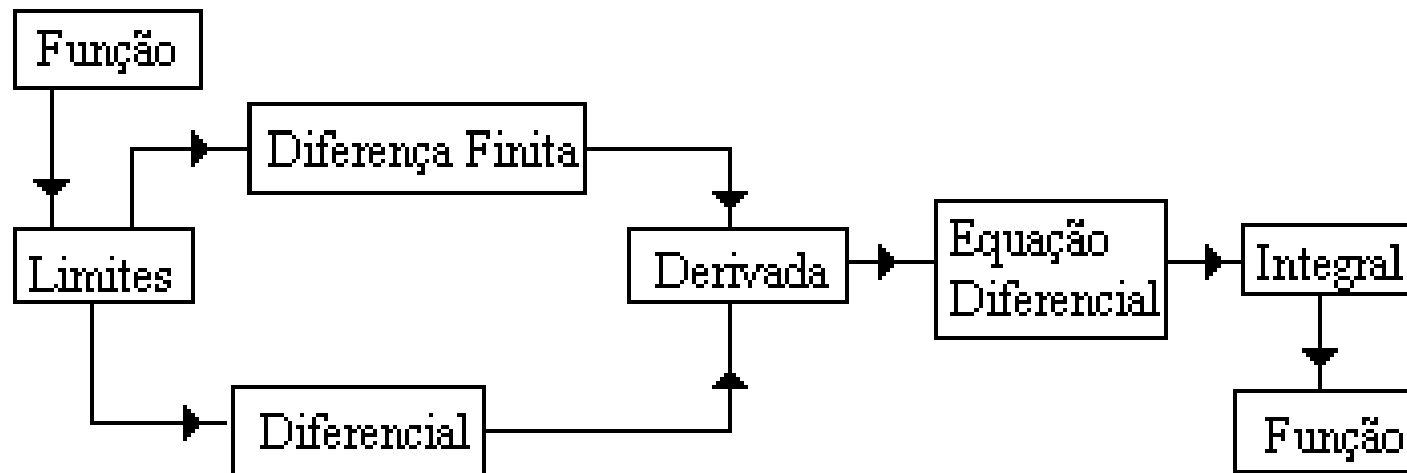 Função
Diferença Finita
Limites
Derivada
Equação
Diferencial
Integral
Diferencial
Função